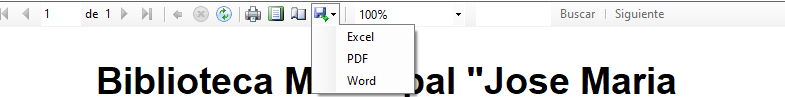 1 de 1 100% Buscar | Siguiente
Excel
PDF
Word
Biblioteca M pal "Jose Maria